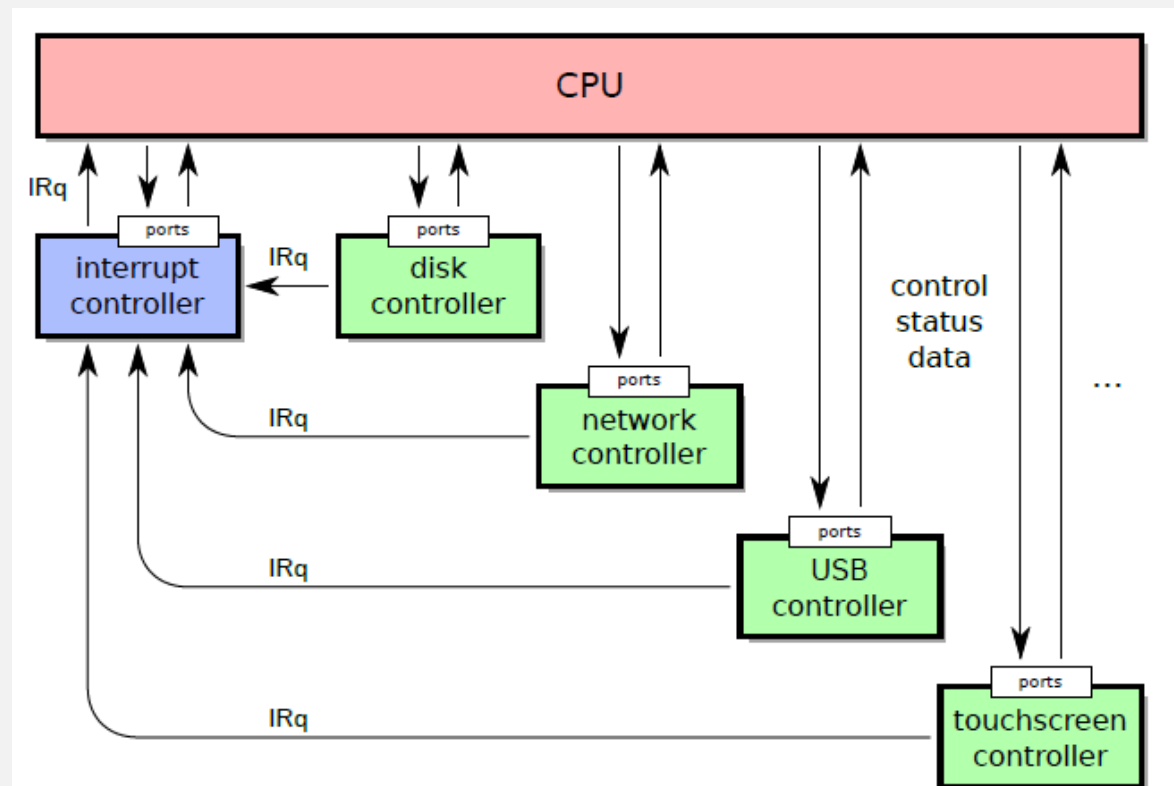 CPU
IRq
ports
ports
interrupt
controller
IRq
disk
controller
control
status
data
ports
...
IRq
network
controller
ports
IRq
USB
controller
ports
IRq
touchscreen
controller